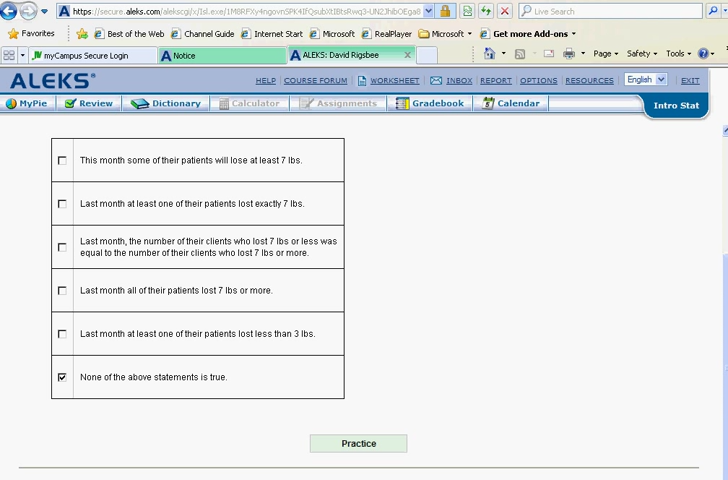 https://secure.aleks.com/alekscgi/x/Isl.exe/
Live Search
Favorites Best of the Web Channel Guide Internet Start Microsoft RealPlayer Microsoft Get more Add-ons
myCampus Secure Login Notice ALEKS: David Rigsbee Page Safety Tools
ALEKS HELP COURSE FORUM WORKSHEET INBOX REPORT OPTIONS RESOURCES English EXIT
MyPie Review Dictionary Calculator Assignments Gradebook Calendar Intro Stat
This month some of their patients will lose at least 7 lbs.
Last month at least one of their patients lost exactly 7 lbs.
Last month, the number of their clients who lost 7 lbs or less was
equal to the number of their clients who lost 7 lbs or more.
Last month all of their patients lost 7 lbs or more.
Last month at least one of their patients lost less than 3 lbs.
None of the above statements is true.
Practice